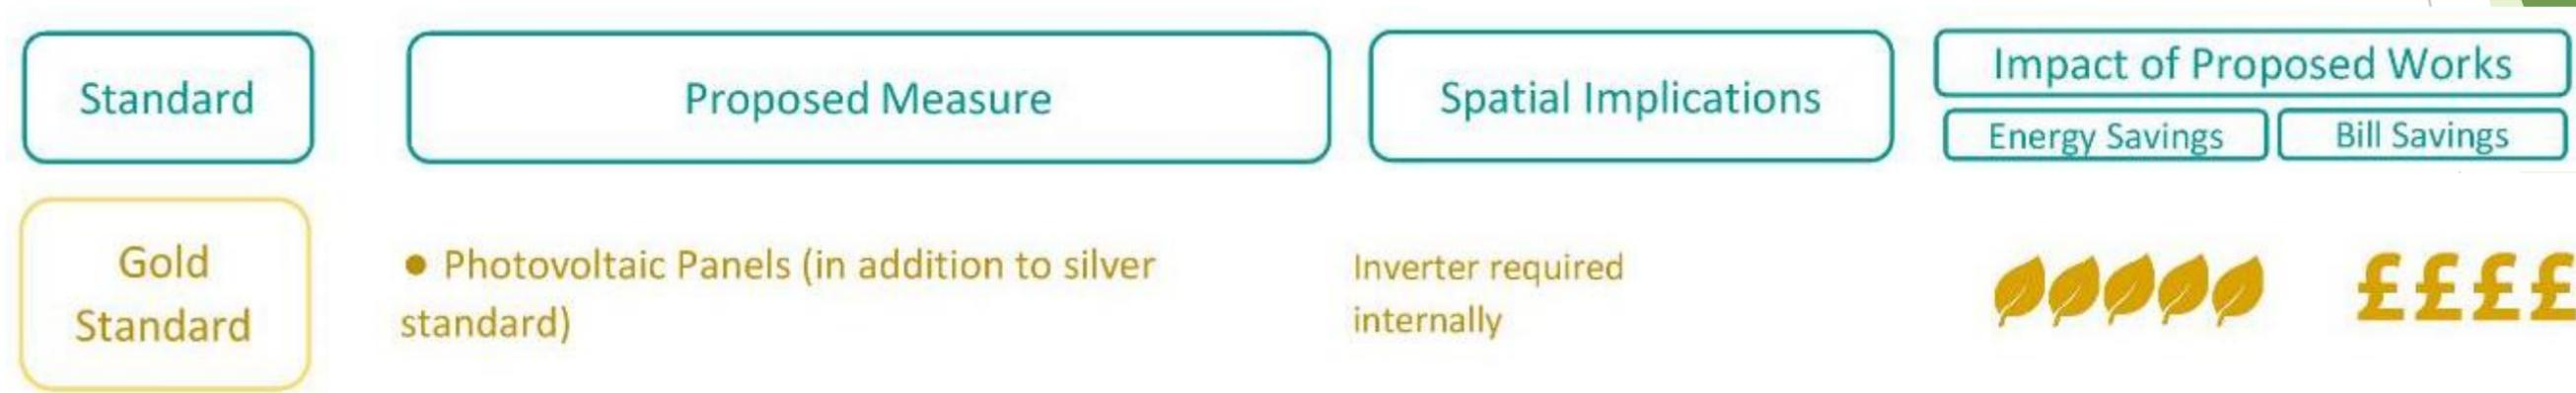 Standard
Proposed Measure
Spatial Implications
Impact of Proposed Works
Energy Savings
Bill Savings
Gold
Standard
● Photovoltaic Panels (in addition to silver
standard)
Inverter required
internally
££££